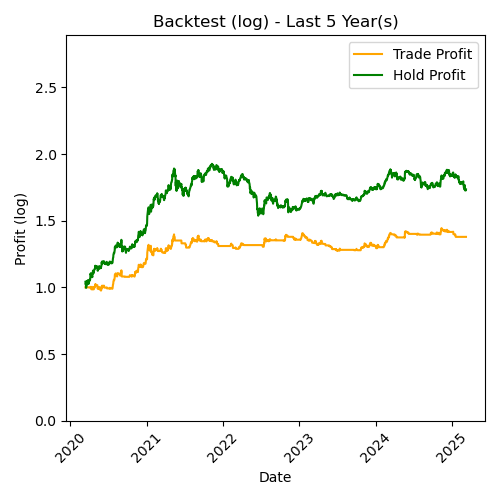 Backtest (log) - Last 5 Year(s)
Trade Profit
Hold Profit
Profit (log)
2.5
2.0
1.5
1.0
0.5
0.0
2020
2021
2022
2023
2024
2025
Date